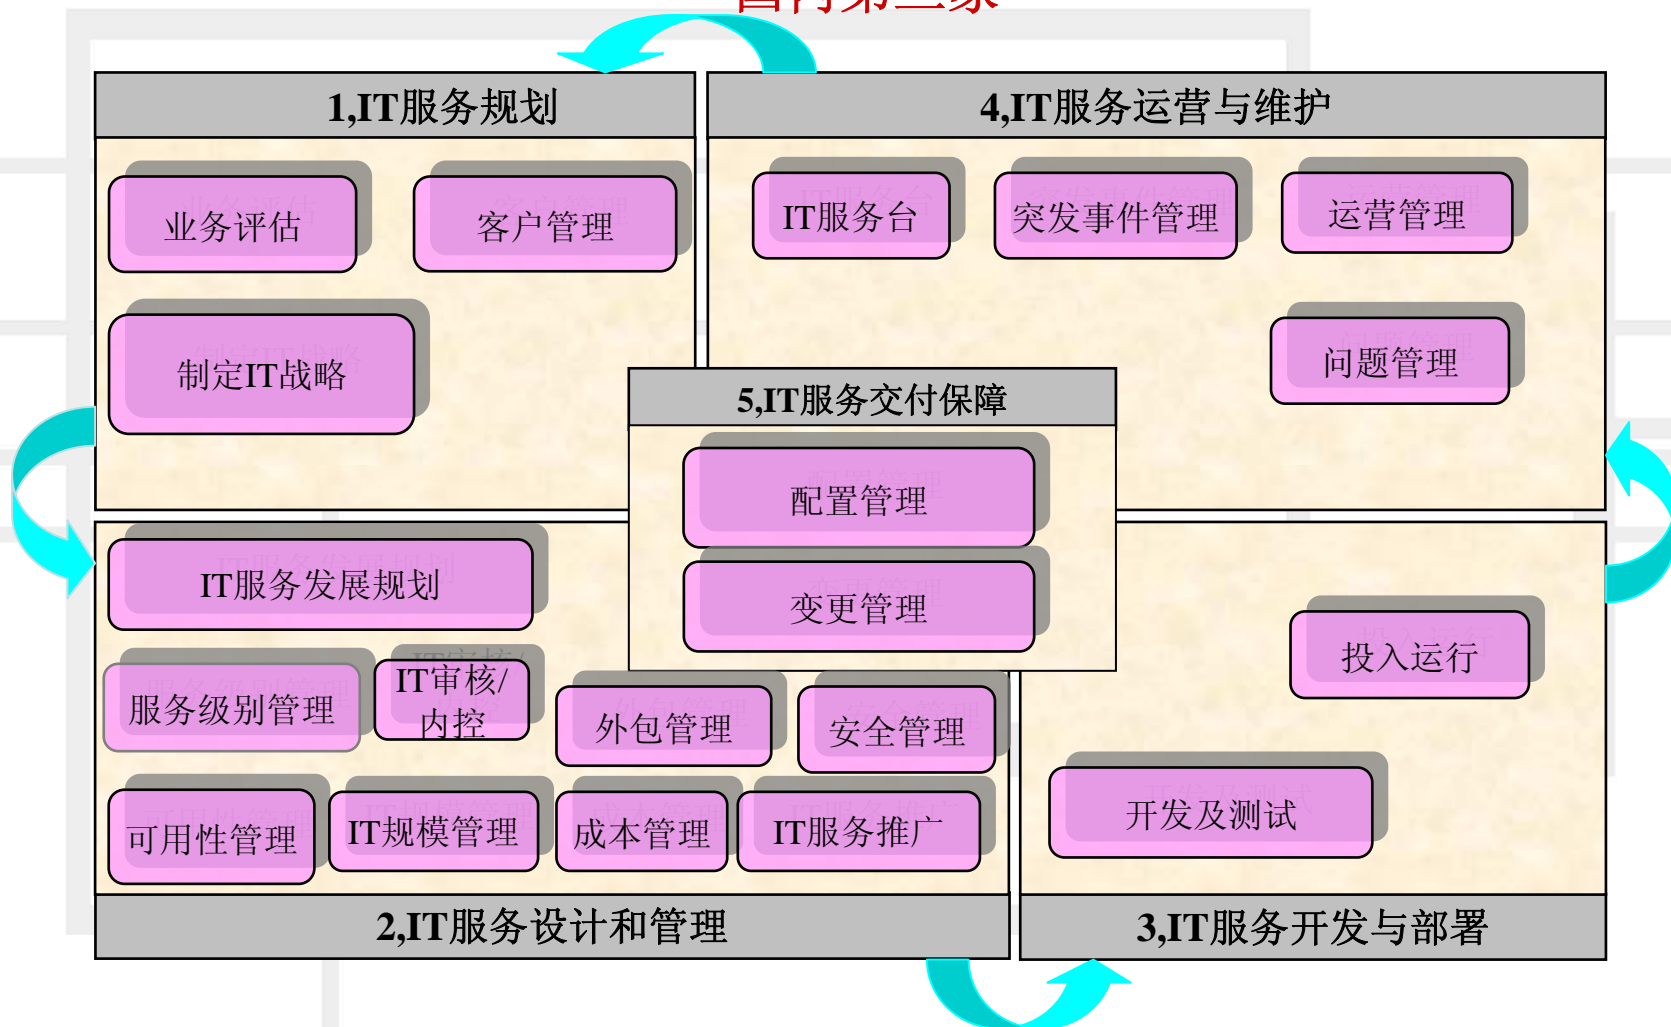 1,IT服务规划
业务评估
客户管理
制定IT战略
4,IT服务运营与维护
IT服务台
突发事件管理
运营管理
问题管理
5,IT服务交付保障
配置管理
变更管理
IT服务发展规划
服务级别管理
IT审核/
内控
外包管理
安全管理
可用性管理
IT规模管理
成本管理
IT服务推广
2,IT服务设计和管理
投入运行
开发及测试
3,IT服务开发与部署